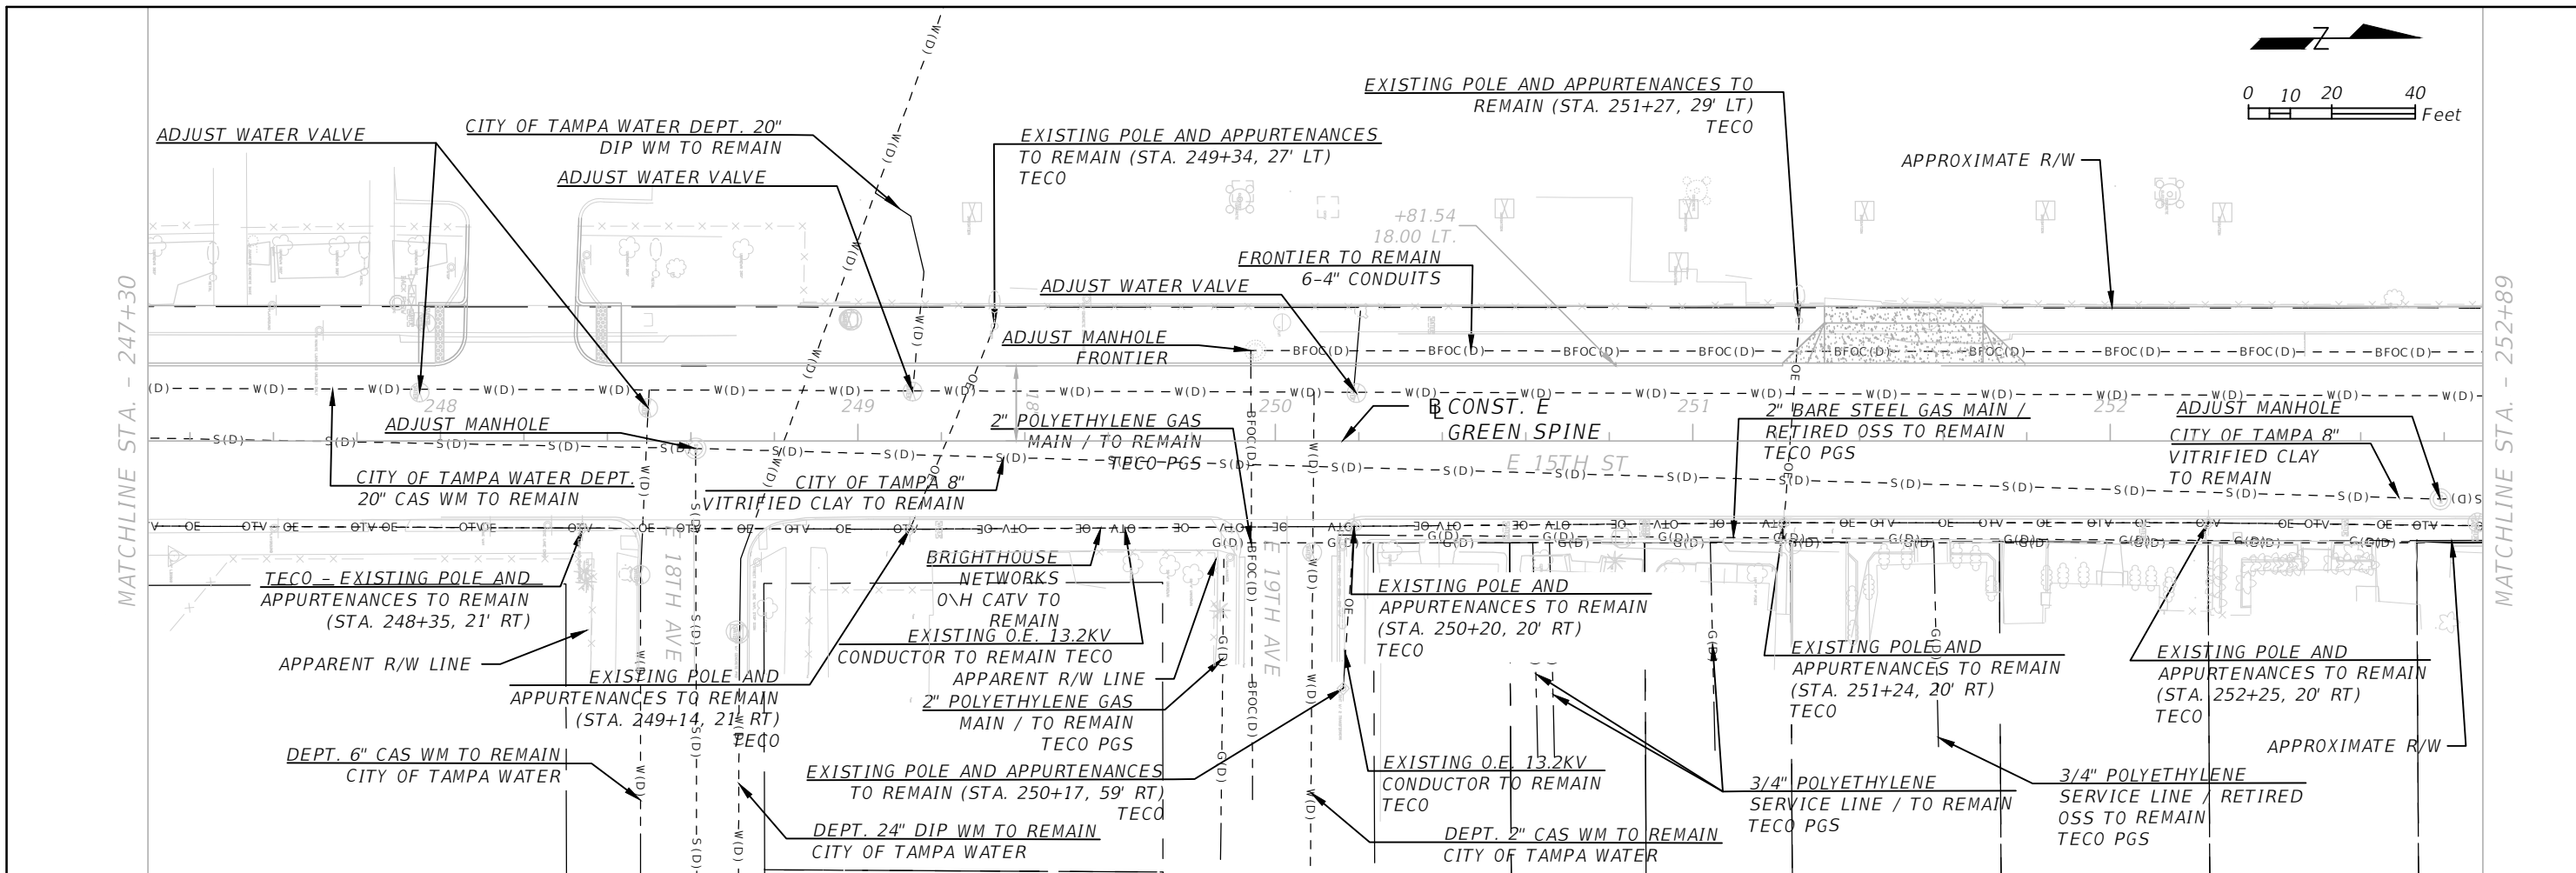 Z
0 10 20 40
Feet
EXISTING POLE AND APPURTENANCES TO
REMAIN (STA. 251+27, 29' LT)
TECO
ADJUST WATER VALVE
CITY OF TAMPA WATER DEPT. 20"
DIP WM TO REMAIN
ADJUST WATER VALVE
EXISTING POLE AND APPURTENANCES
TO REMAIN (STA. 249+34, 27' LT)
TECO
APPROXIMATE R/W
+81.54
18.00 LT.
FRONTIER TO REMAIN
6-4" CONDUITS
ADJUST WATER VALVE
ADJUST MANHOLE
FRONTIER
MATCHLINE STA. - 247+30
MATCHLINE STA. - 252+89
248
249
250
251
252
18'
ADJUST MANHOLE
2" POLYETHYLENE GAS
MAIN / TO REMAIN
TECO PGS
BL CONST. E
GREEN SPINE
E 15TH ST
2" BARE STEEL GAS MAIN /
RETIRED OSS TO REMAIN
TECO PGS
ADJUST MANHOLE
CITY OF TAMPA 8"
VITRIFIED CLAY
TO REMAIN
CITY OF TAMPA WATER DEPT.
20" CAS WM TO REMAIN
CITY OF TAMPA 8"
VITRIFIED CLAY TO REMAIN
TECO - EXISTING POLE AND
APPURTENANCES TO REMAIN
(STA. 248+35, 21' RT)
APPARENT R/W LINE
E 18TH AVE
BRIGHTHOUSE
NETWORKS
O\H CATV TO
REMAIN
EXISTING O.E. 13.2KV
CONDUCTOR TO REMAIN TECO
APPARENT R/W LINE
E 19TH AVE
EXISTING POLE AND
APPURTENANCES TO REMAIN
(STA. 250+20, 20' RT)
TECO
EXISTING POLE AND
APPURTENANCES TO REMAIN
(STA. 251+24, 20' RT)
TECO
EXISTING POLE AND
APPURTENANCES TO REMAIN
(STA. 252+25, 20' RT)
TECO
EXISTING POLE AND
APPURTENANCES TO REMAIN
(STA. 249+14, 21' RT)
TECO
2" POLYETHYLENE GAS
MAIN / TO REMAIN
TECO PGS
DEPT. 6" CAS WM TO REMAIN
CITY OF TAMPA WATER
EXISTING POLE AND APPURTENANCES
TO REMAIN (STA. 250+17, 59' RT)
TECO
EXISTING O.E. 13.2KV
CONDUCTOR TO REMAIN
TECO
APPROXIMATE R/W
3/4" POLYETHYLENE
SERVICE LINE / TO REMAIN
TECO PGS
3/4" POLYETHYLENE
SERVICE LINE / RETIRED
OSS TO REMAIN
TECO PGS
DEPT. 24" DIP WM TO REMAIN
CITY OF TAMPA WATER
DEPT. 2" CAS WM TO REMAIN
CITY OF TAMPA WATER
W(D)
S(D)
BFOC(D)
G(D)
OE
OTV